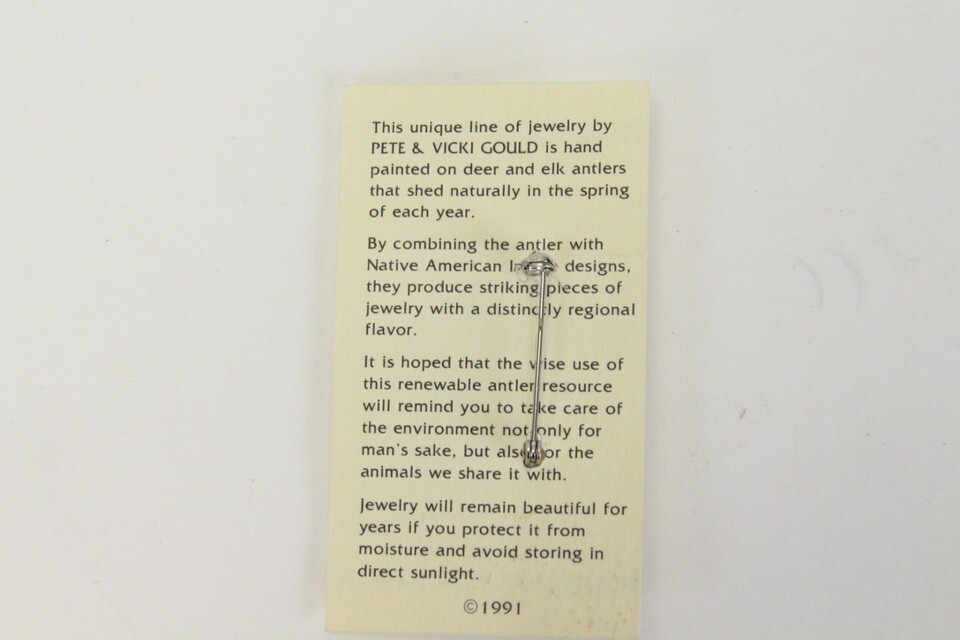 This unique line of jewelry by
PETE & VICKI GOULD is hand
painted on deer and elk antlers
that shed naturally in the spring
of each year.
By combining the antler with
Native American designs,
they produce striking pieces of
jewelry with a distinctly regional
flavor.
It is hoped that the wise use of
this renewable antler resource
will remind you to take care of
the environment not only for
man's sake, but also for the
animals we share it with.
Jewelry will remain beautiful for
years if you protect it from
moisture and avoid storing in
direct sunlight.
©1991